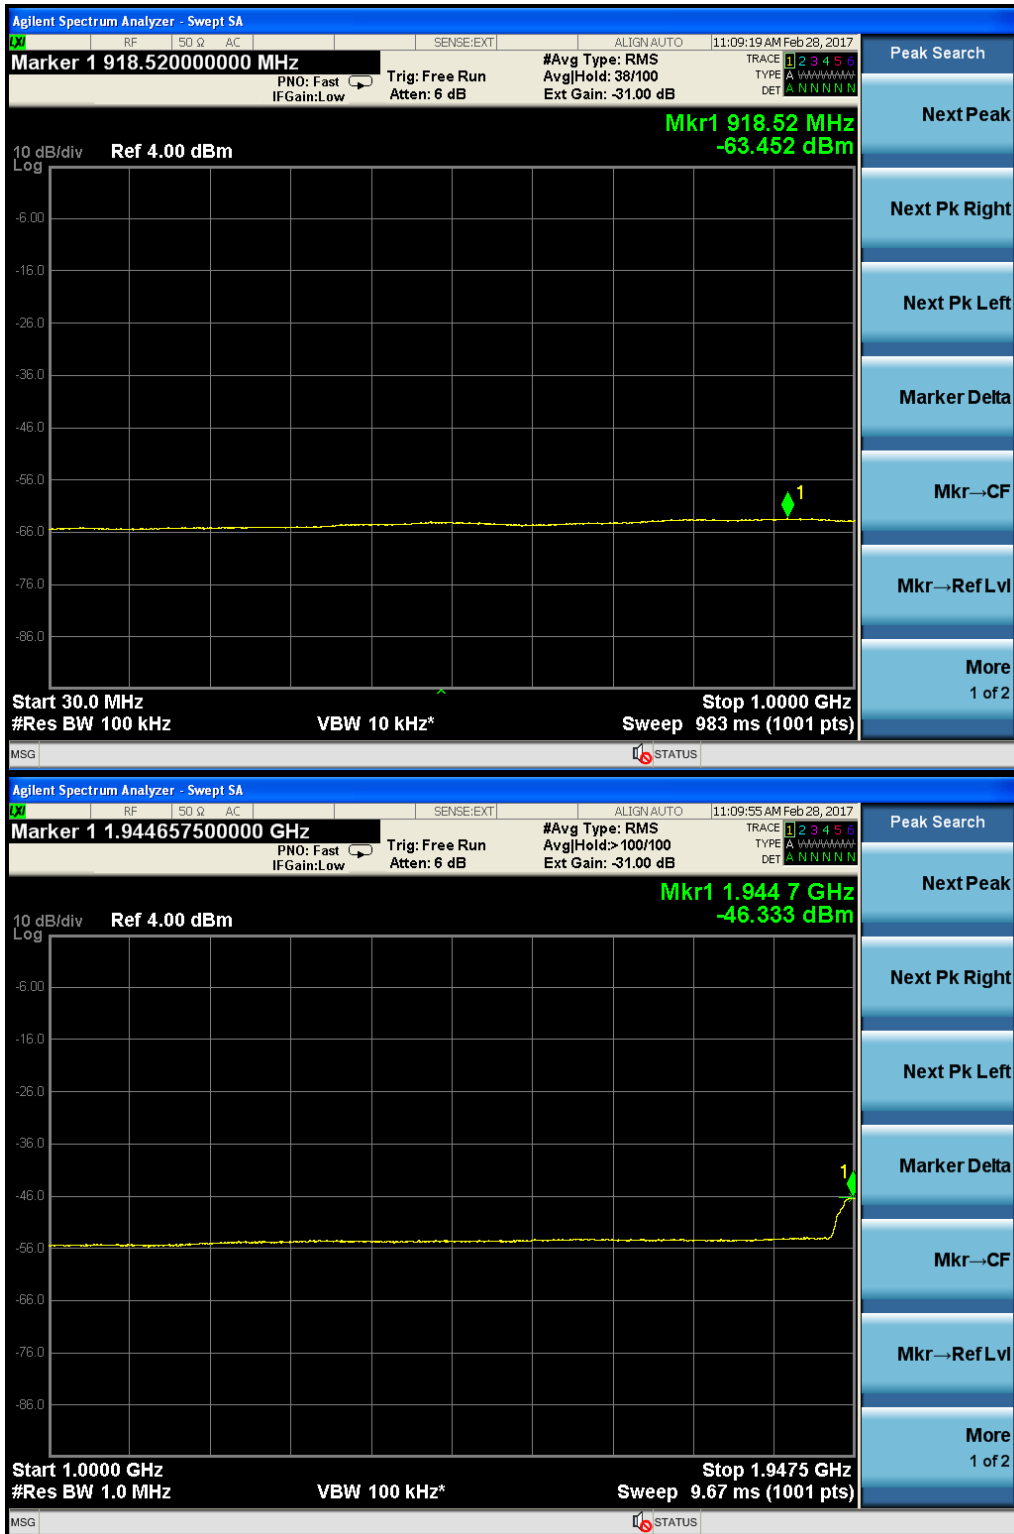 Agilent Spectrum Analyzer - Swept SA
LXI RF 50 Ω AC SENSE:EXT ALIGN AUTO 11:09:19 AM Feb 28, 2017
Marker 1 918.520000000 MHz #Avg Type: RMS TRACE 1 2 3 4 5 6
PNO: Fast Trig: Free Run Avg|Hold: 38/100 TYPE A WWWWW
IFGain:Low Atten: 6 dB Ext Gain: -31.00 dB DET A N N N N N
Peak Search
Mkr1 918.52 MHz
-63.452 dBm
10 dB/div Ref 4.00 dBm
Log
-6.00
-16.0
-26.0
-36.0
-46.0
-56.0
-66.0
-76.0
-86.0
1
Start 30.0 MHz Stop 1.0000 GHz
#Res BW 100 kHz VBW 10 kHz* Sweep 983 ms (1001 pts)
MSG STATUS
Next Peak
Next Pk Right
Next Pk Left
Marker Delta
Mkr→CF
Mkr→Ref Lvl
More
1 of 2
Agilent Spectrum Analyzer - Swept SA
LXI RF 50 Ω AC SENSE:EXT ALIGN AUTO 11:09:55 AM Feb 28, 2017
Marker 1 1.944657500000 GHz #Avg Type: RMS TRACE 1 2 3 4 5 6
PNO: Fast Trig: Free Run Avg|Hold:>100/100 TYPE A WWWWW
IFGain:Low Atten: 6 dB Ext Gain: -31.00 dB DET A N N N N N
Peak Search
Mkr1 1.944 7 GHz
-46.333 dBm
10 dB/div Ref 4.00 dBm
Log
-6.00
-16.0
-26.0
-36.0
-46.0
-56.0
-66.0
-76.0
-86.0
1
Start 1.0000 GHz Stop 1.9475 GHz
#Res BW 1.0 MHz VBW 100 kHz* Sweep 9.67 ms (1001 pts)
MSG STATUS
Next Peak
Next Pk Right
Next Pk Left
Marker Delta
Mkr→CF
Mkr→Ref Lvl
More
1 of 2